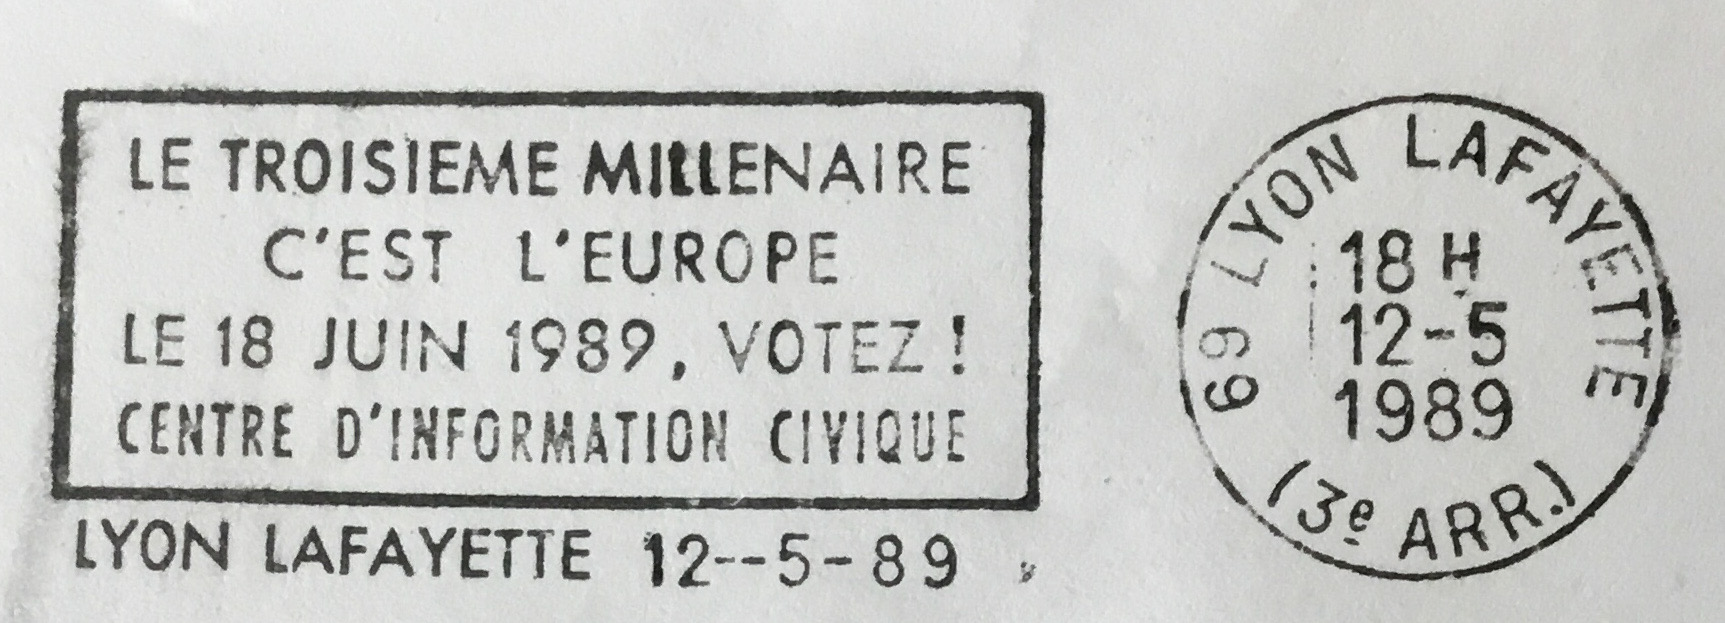 LE TROISIEME MILLENAIRE
C'EST L'EUROPE
LE 18 JUIN 1989, VOTEZ !
CENTRE D'INFORMATION CIVIQUE
LYON LAFAYETTE 12--5-89
69 LYON LAFAYETTE
18 H
12-5
1989
(3e ARR.)